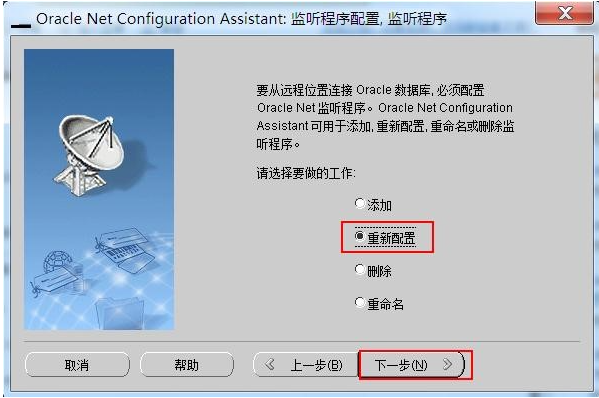 Oracle Net Configuration Assistant: 监听程序配置, 监听程序
要从远程位置连接 Oracle 数据库, 必须配置
Oracle Net 监听程序。Oracle Net Configuration
Assistant 可用于添加, 重新配置, 重命名或删除监
听程序。
请选择要做的工作:
添加
重新配置
删除
重命名
取消
帮助
上一步(B)
下一步(N)